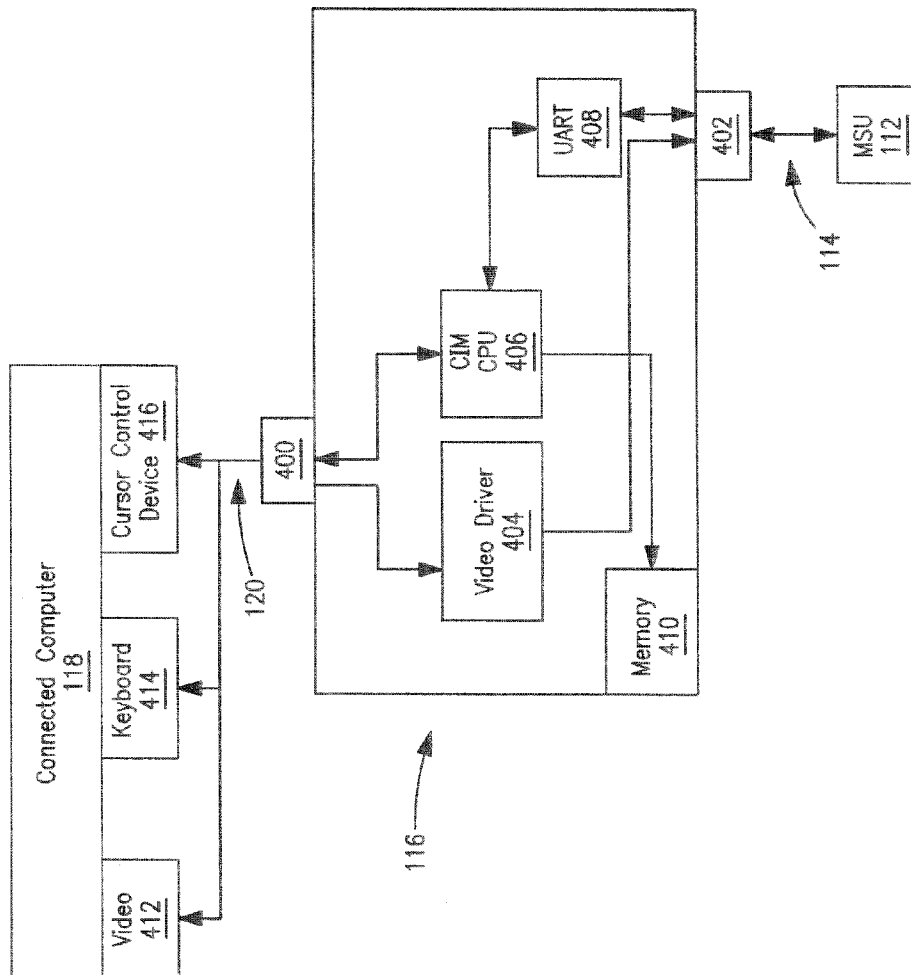 Connected Computer
118
Video
412
Keyboard
414
Cursor Control
Device 416
120
400
116
Video Driver
404
CIM
CPU
406
UART
408
Memory
410
402
114
MSU
112